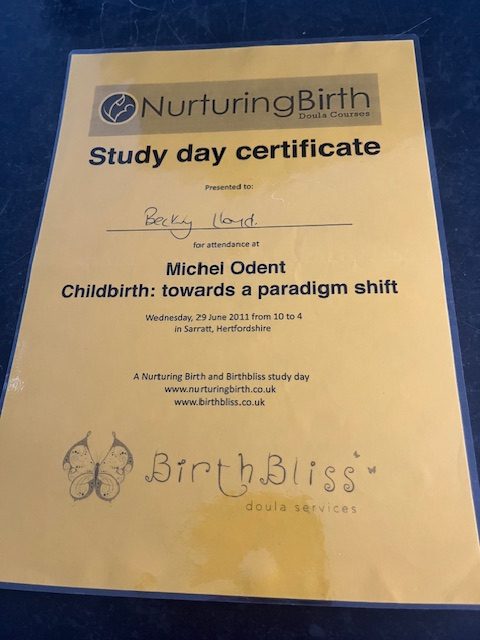 NurturingBirth
Doula Courses
Study day certificate
Presented to:
Becky Lloyd.
for attendance at
Michel Odent
Childbirth: towards a paradigm shift
Wednesday, 29 June 2011 from 10 to 4
in Sarratt, Hertfordshire
A Nurturing Birth and Birthbliss study day
www.nurturingbirth.co.uk
www.birthbliss.co.uk
BirthBliss
doula services